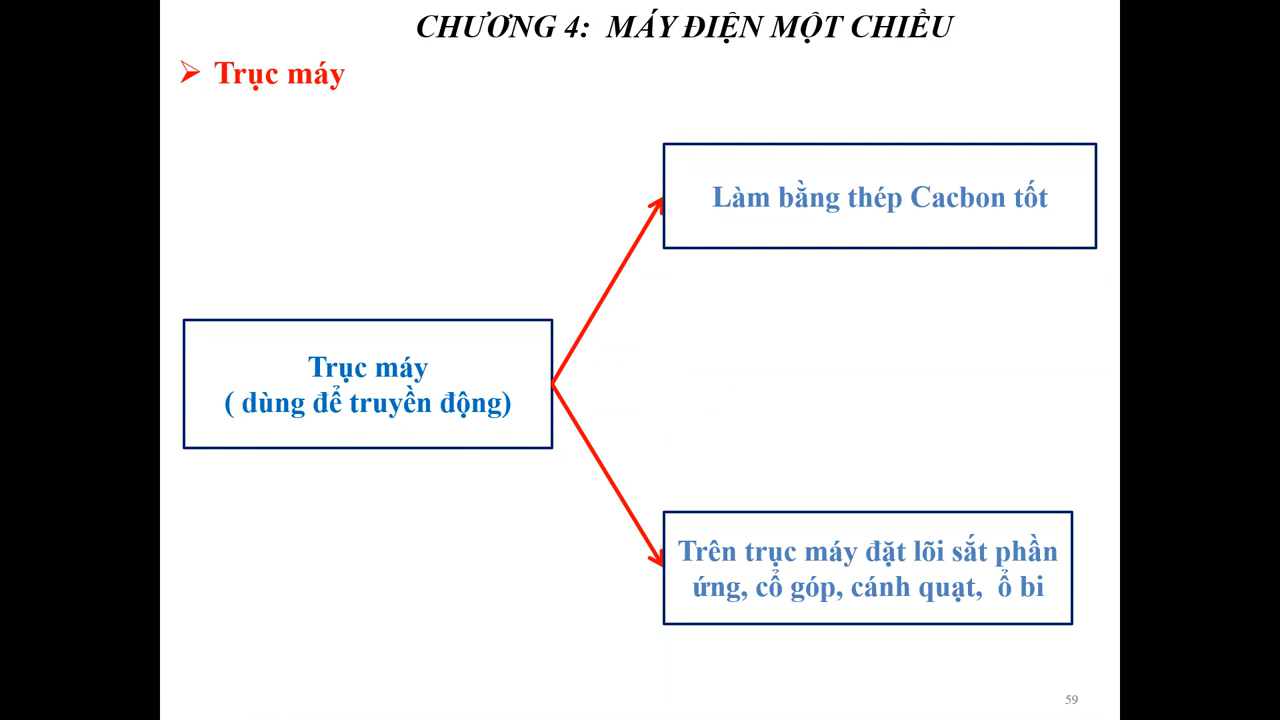 CHƯƠNG 4: MÁY ĐIỆN MỘT CHIỀU
Trục máy
Làm bằng thép Cacbon tốt
Trục máy
( dùng để truyền động)
Trên trục máy đặt lõi sắt phần
ứng, cổ góp, cánh quạt, ổ bi
59